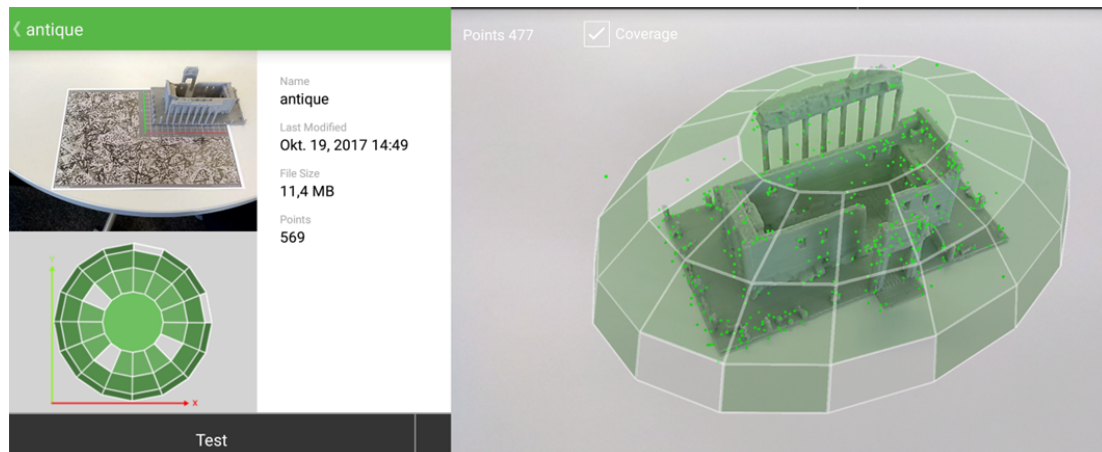 antique
Name
antique
Last Modified
Okt. 19, 2017 14:49
File Size
11,4 MB
Points
569
x
Test
Points 477
Coverage